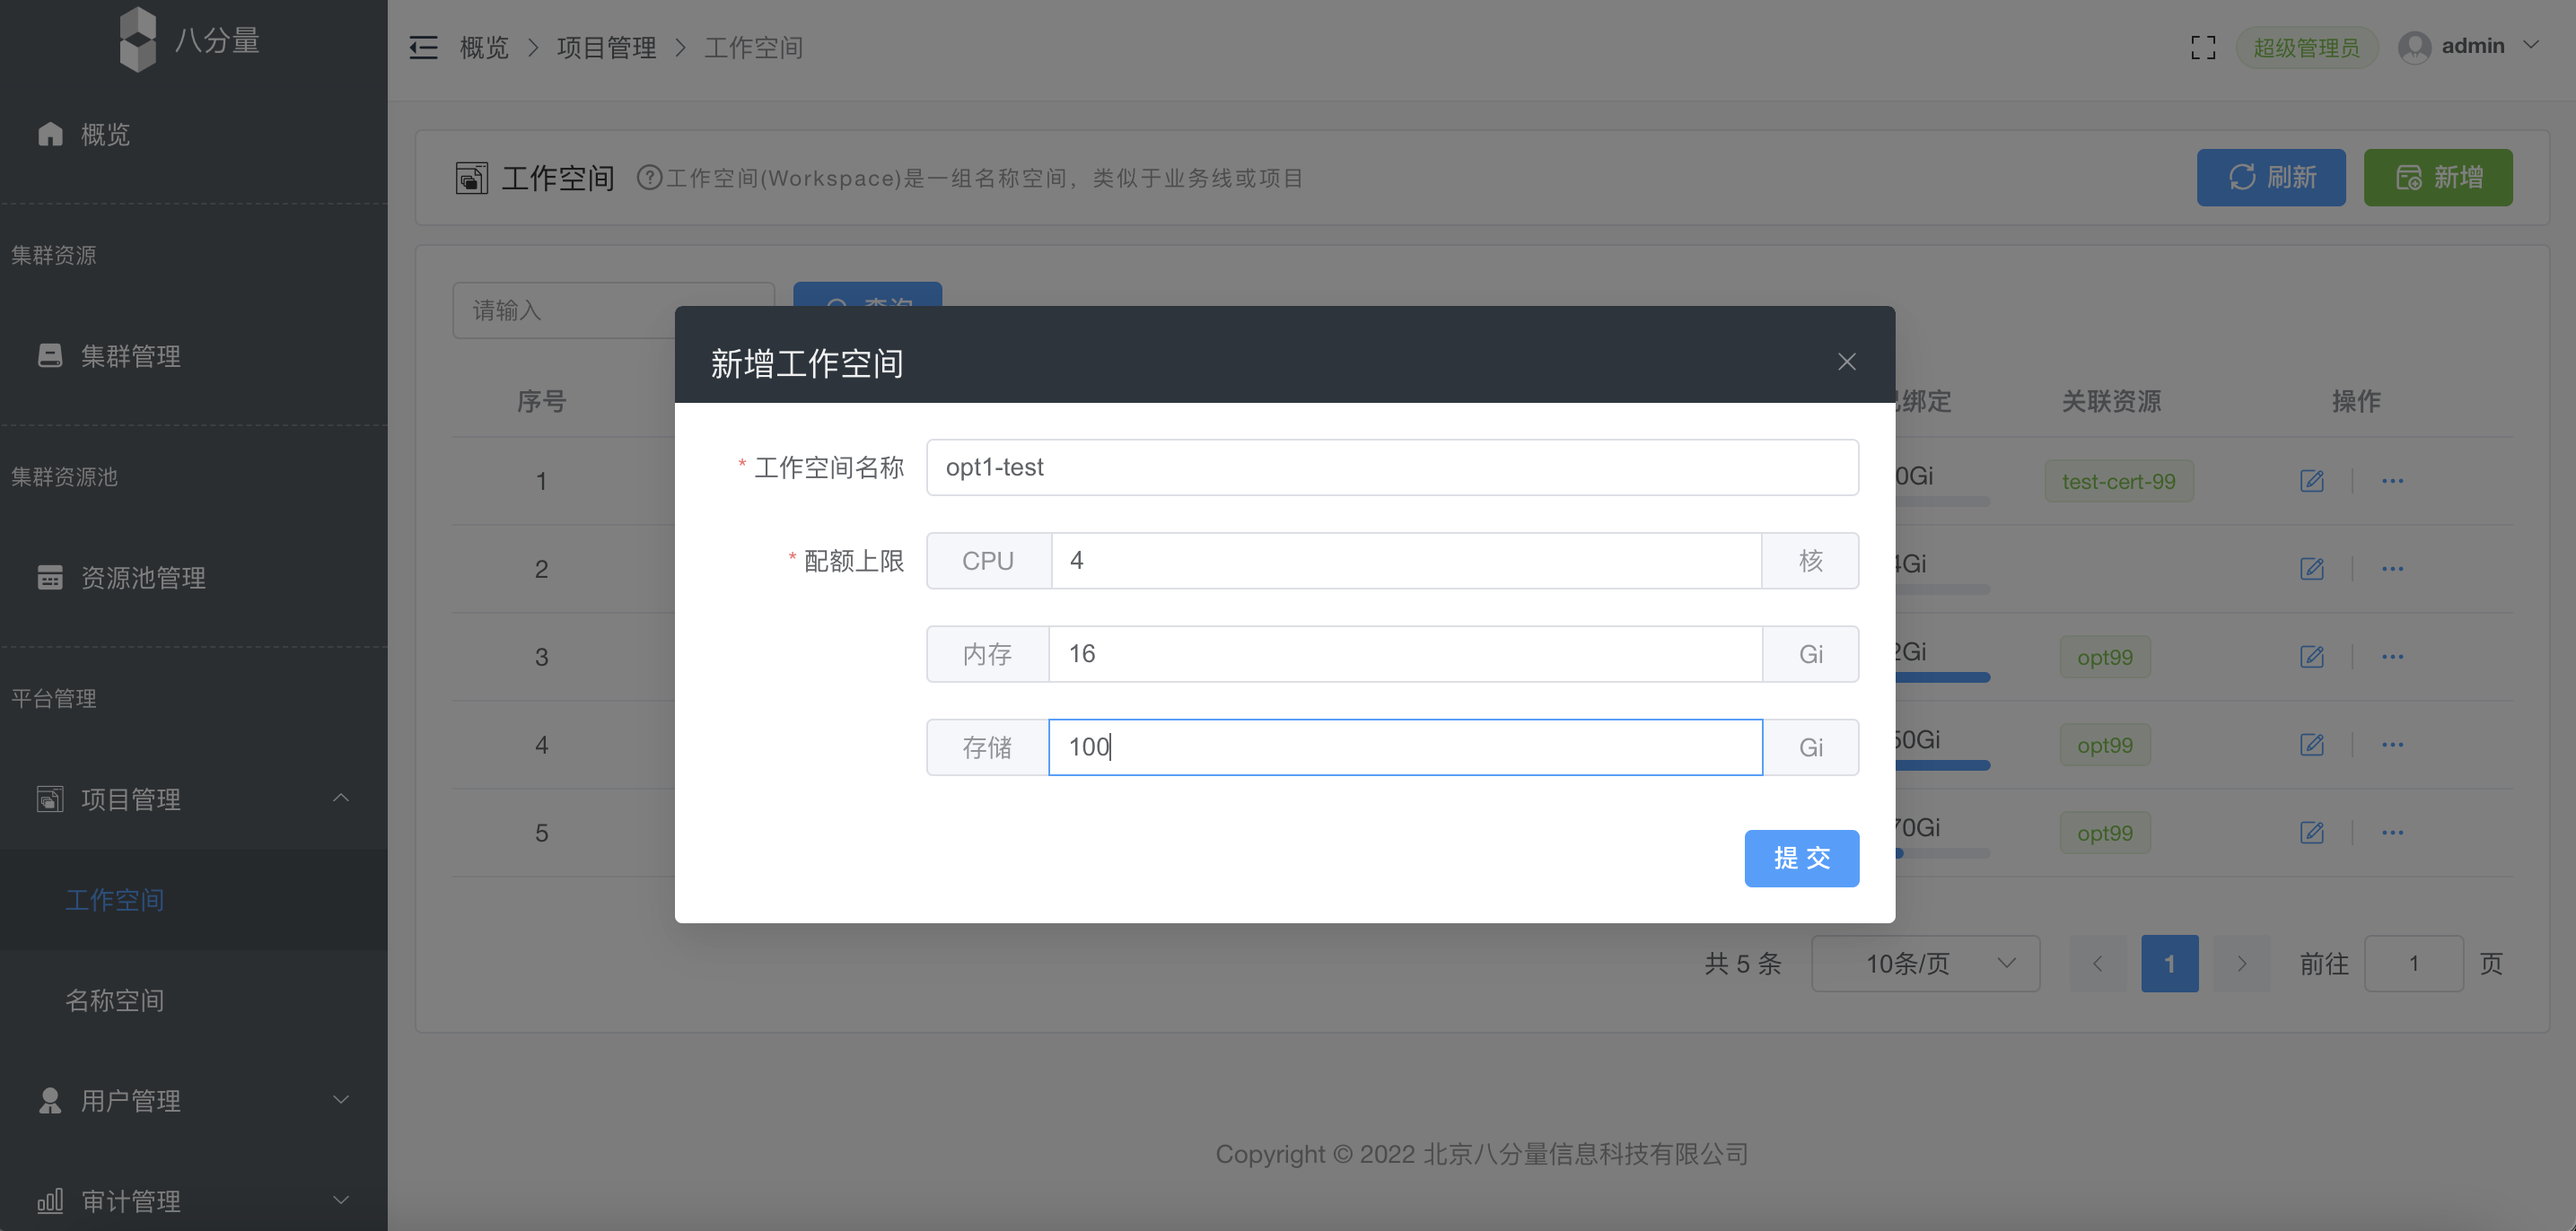 八分量
概览
集群资源
集群管理
集群资源池
资源池管理
平台管理
项目管理
工作空间
名称空间
用户管理
审计管理
概览 > 项目管理 > 工作空间
超级管理员 admin
工作空间 ?工作空间(Workspace)是一组名称空间，类似于业务线或项目
刷新 新增
请输入
序号 绑定 关联资源 操作
1 0Gi test-cert-99
2 4Gi
3 2Gi opt99
4 50Gi opt99
5 70Gi opt99
新增工作空间
* 工作空间名称 opt1-test
* 配额上限 CPU 4 核
内存 16 Gi
存储 100 Gi
提 交
共 5 条 10条/页 1 前往 1 页
Copyright © 2022 北京八分量信息科技有限公司